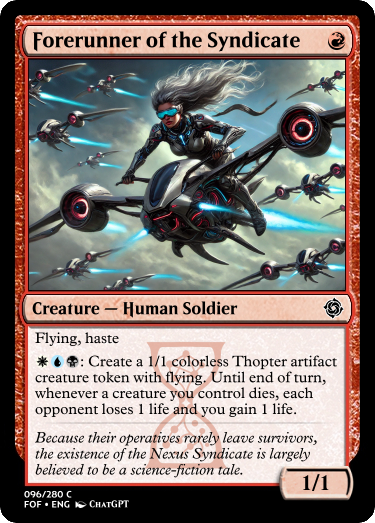 Forerunner of the Syndicate
Creature — Human Soldier
Flying, haste
: Create a 1/1 colorless Thopter artifact
creature token with flying. Until end of turn,
whenever a creature you control dies, each
opponent loses 1 life and you gain 1 life.
Because their operatives rarely leave survivors,
the existence of the Nexus Syndicate is largely
believed to be a science-fiction tale.
1/1
096/280 C
FOF • ENG ChatGPT